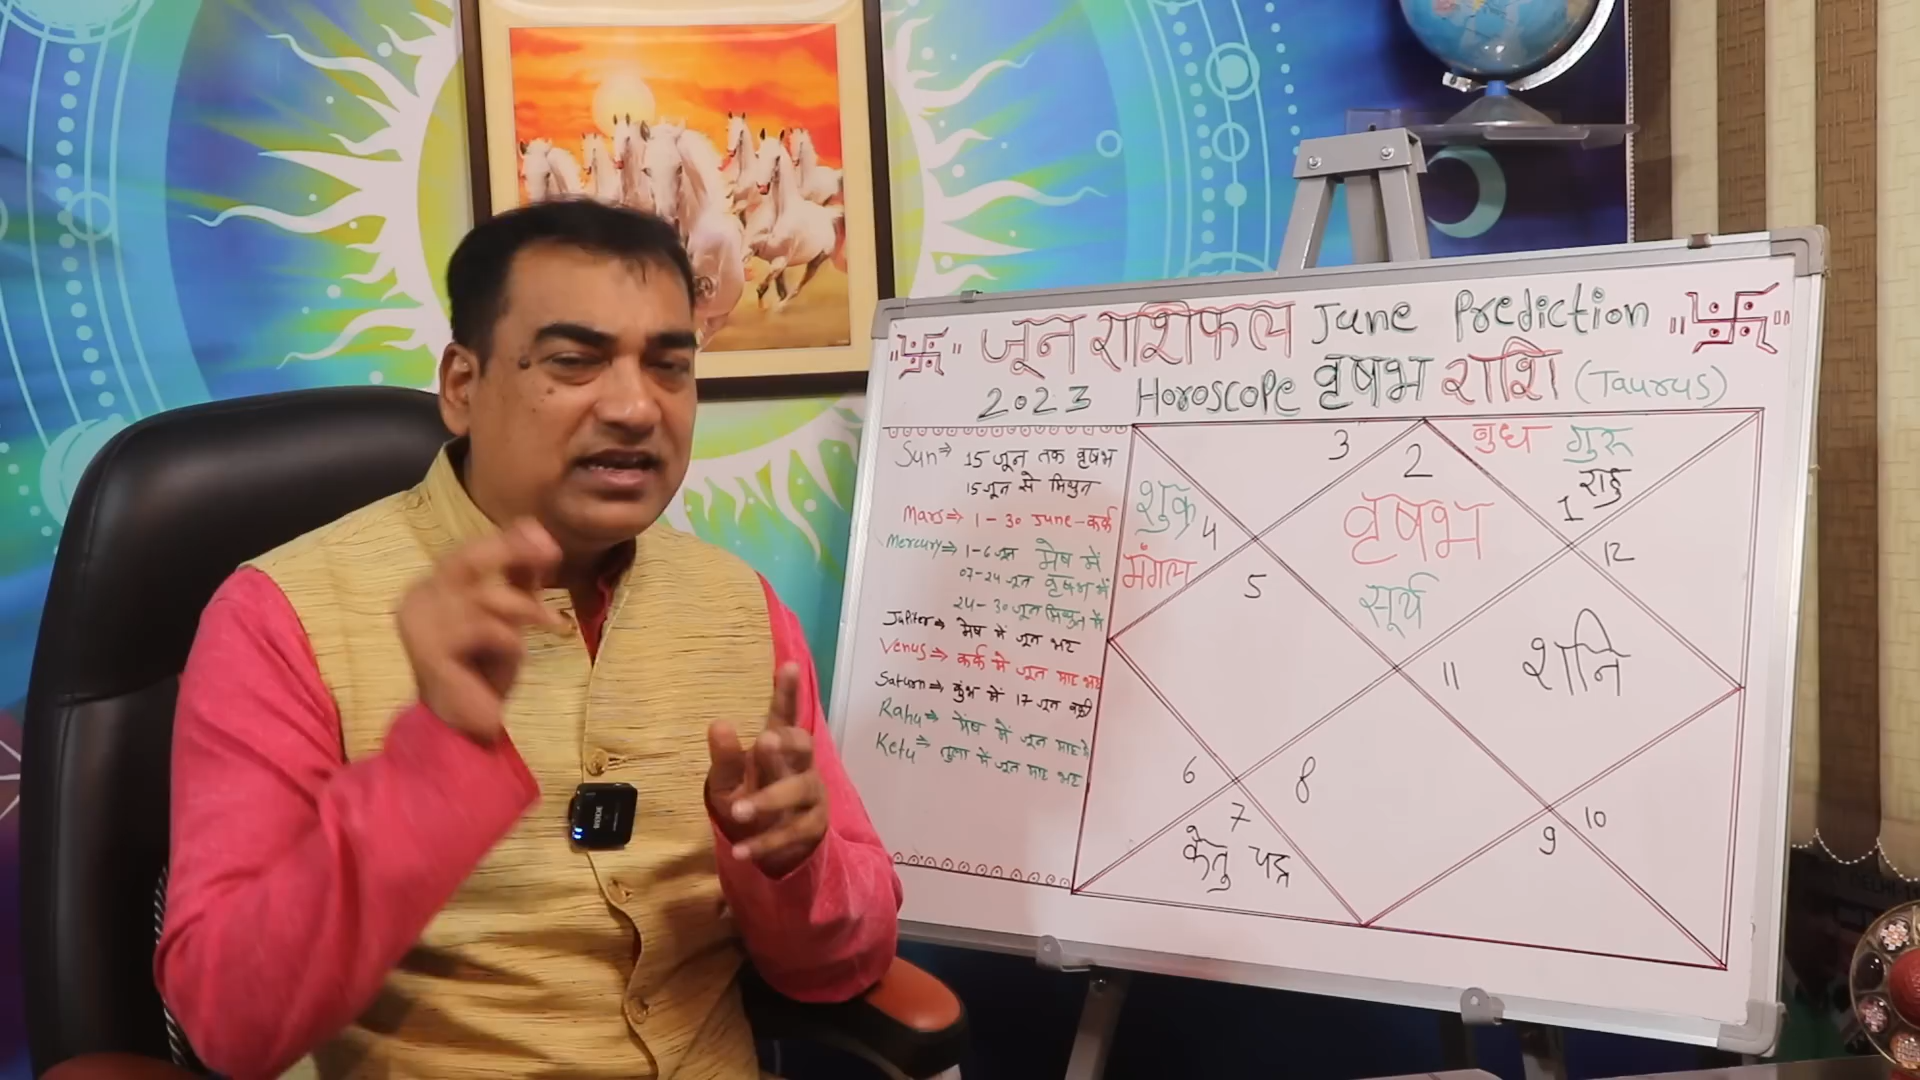 जून राशिफल June Prediction
2023 Horoscope वृषभ राशि (Taurus)
Sun⇒ 15 जून तक वृषभ
15 जून से मिथुन
Mars⇒ 1-30 June-कर्क
Mercury⇒ 1-6 जून मेष में
07-24 जून वृषभ में
24-30 जून मिथुन में
Jupiter⇒ मेष में जून भर
Venus⇒ कर्क मे जून माह भर
Saturn⇒ कुंभ में 17 जून वक्री
Rahu⇒ मेष में जून माह
Ketu⇒ तुला में जून माह भर
3
2
बुध गुरु
राहु
1
शुक्र
4
मंगल
वृषभ
सूर्य
12
5
11
शनि
6
8
7
केतु चंद्र
9
10
RODE